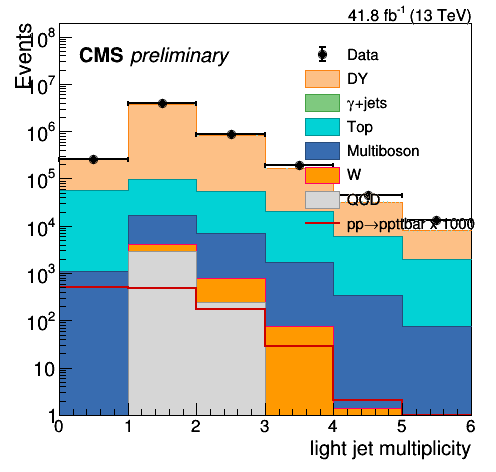 41.8 fb⁻¹ (13 TeV)
Events
CMS preliminary
Data
DY
γ+jets
Top
Multiboson
W
QCD
pp→ppttbar x 1000
10⁸
10⁷
10⁶
10⁵
10⁴
10³
10²
10
1
0 1 2 3 4 5 6
light jet multiplicity